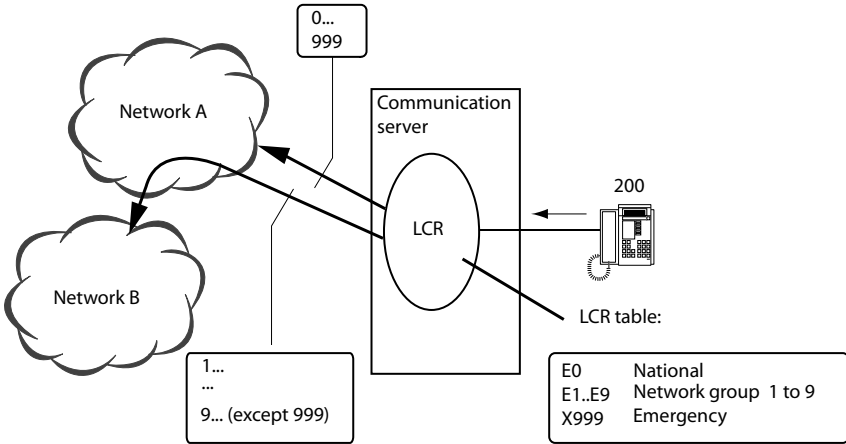 0...
999
Network A
Communication
server
200
LCR
Network B
LCR table:
1...
...
9... (except 999)
E0 National
E1..E9 Network group 1 to 9
X999 Emergency